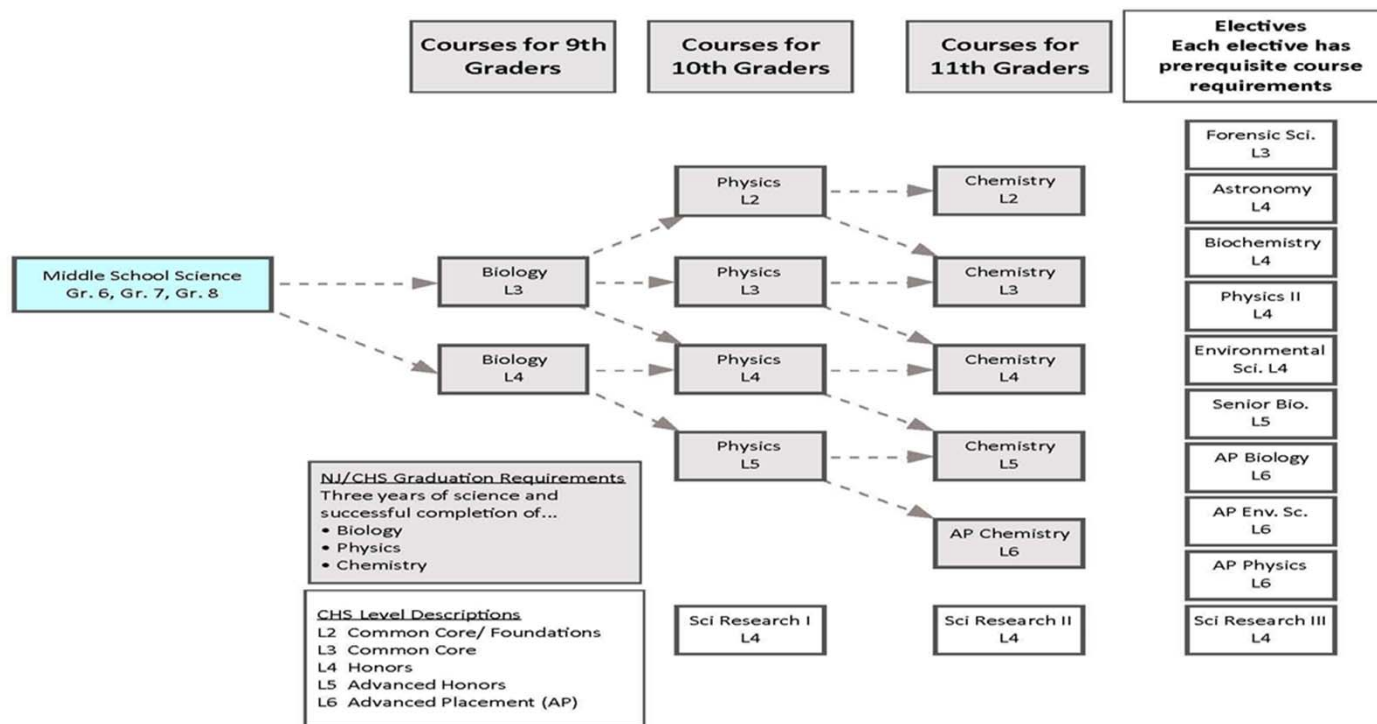 Courses for 9th
Graders
Courses for
10th Graders
Courses for
11th Graders
Electives
Each elective has
prerequisite course
requirements
Middle School Science
Gr. 6, Gr. 7, Gr. 8
Biology
L3
Biology
L4
Physics
L2
Physics
L3
Physics
L4
Physics
L5
Chemistry
L2
Chemistry
L3
Chemistry
L4
Chemistry
L5
AP Chemistry
L6
Forensic Sci.
L3
Astronomy
L4
Biochemistry
L4
Physics II
L4
Environmental
Sci. L4
Senior Bio.
L5
AP Biology
L6
AP Env. Sc.
L6
AP Physics
L6
NJ/CHS Graduation Requirements
Three years of science and
successful completion of...
• Biology
• Physics
• Chemistry
CHS Level Descriptions
L2 Common Core/ Foundations
L3 Common Core
L4 Honors
L5 Advanced Honors
L6 Advanced Placement (AP)
Sci Research I
L4
Sci Research II
L4
Sci Research III
L4